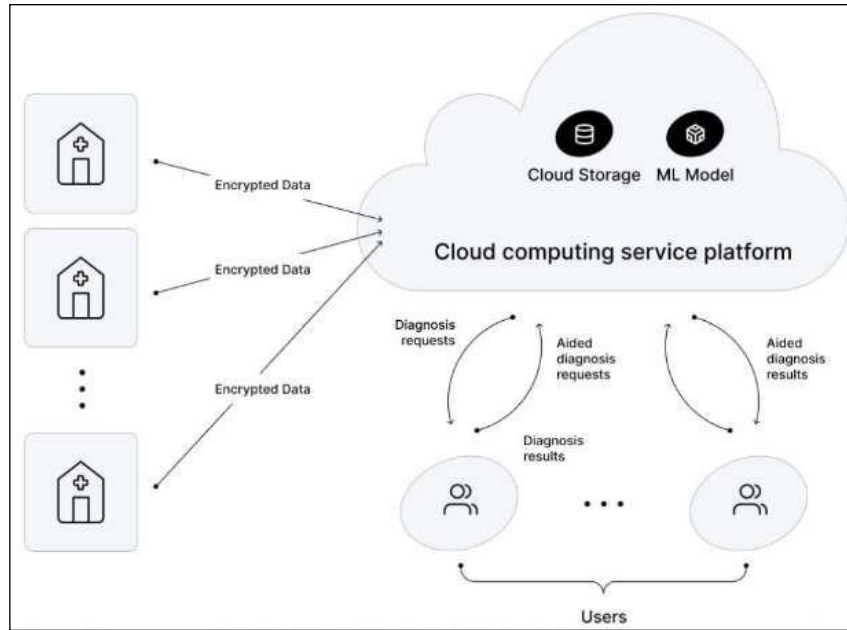 Encrypted Data
Encrypted Data
Encrypted Data
Cloud Storage
ML Model
Cloud computing service platform
Diagnosis
requests
Aided
diagnosis
requests
Aided
diagnosis
results
Diagnosis
results
Users